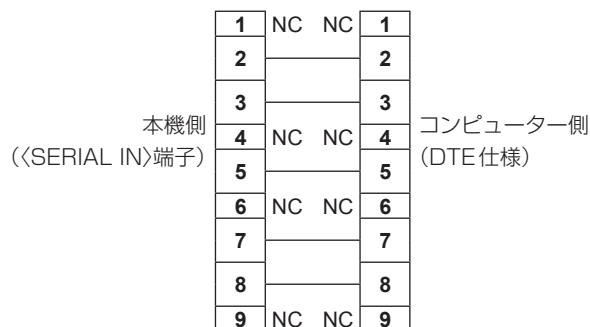 1 NC NC 1
2 2
3 3
本機側 4 NC NC 4 コンピューター側
(〈SERIAL IN〉端子) 5 5 (DTE仕様)
6 NC NC 6
7 7
8 8
9 NC NC 9